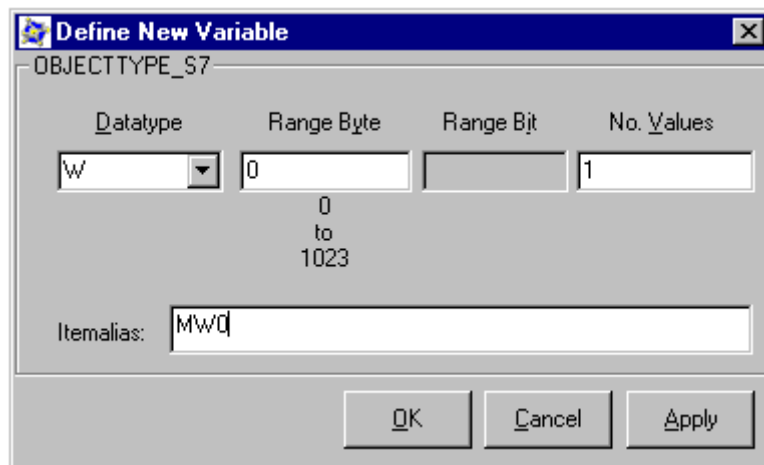 Define New Variable
OBJECTTYPE_S7
Datatype Range Byte Range Bit No. Values
W 0 1
0
to
1023
Itemalias: MW0
OK Cancel Apply